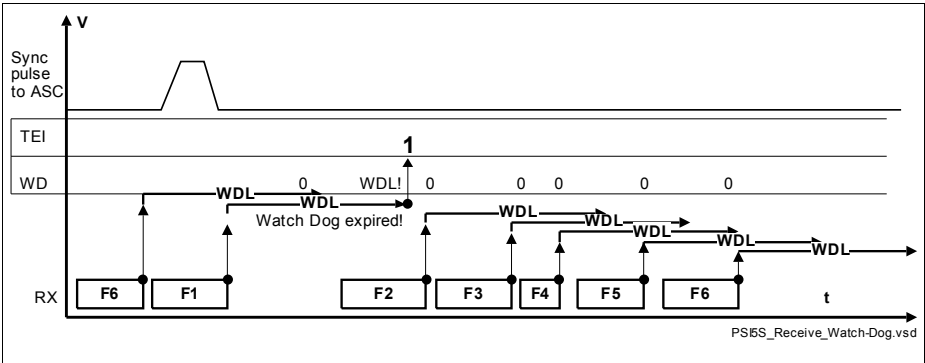 V
Sync
pulse
to ASC
TEI
1
WD 0 WDL! 0 0 0 0 0
WDL
WDL
Watch Dog expired!
WDL
WDL
WDL
WDL
WDL
RX F6 F1 F2 F3 F4 F5 F6 t
PSI5S_Receive_Watch-Dog.vsd